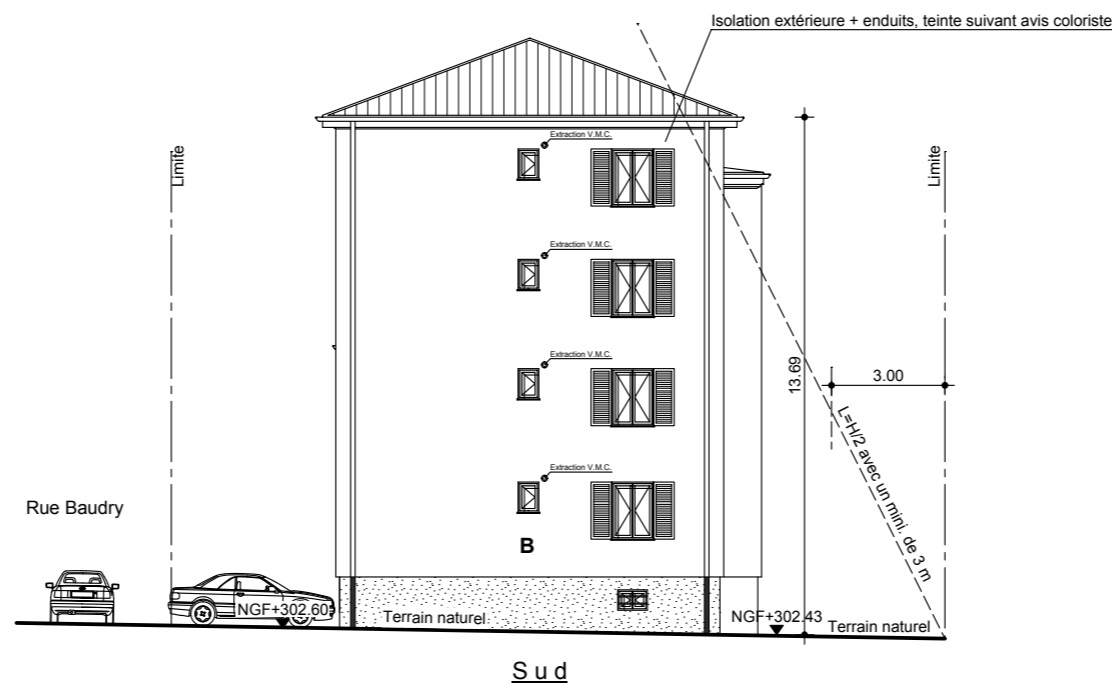 Isolation extérieure + enduits, teinte suivant avis coloriste
Extraction V.M.C.
Limite
Limite
Extraction V.M.C.
Extraction V.M.C.
13.69
3.00
L=H/2 avec un mini. de 3 m
Extraction V.M.C.
Rue Baudry
B
NGF+302.60
Terrain naturel
NGF+302.43
Terrain naturel
Sud